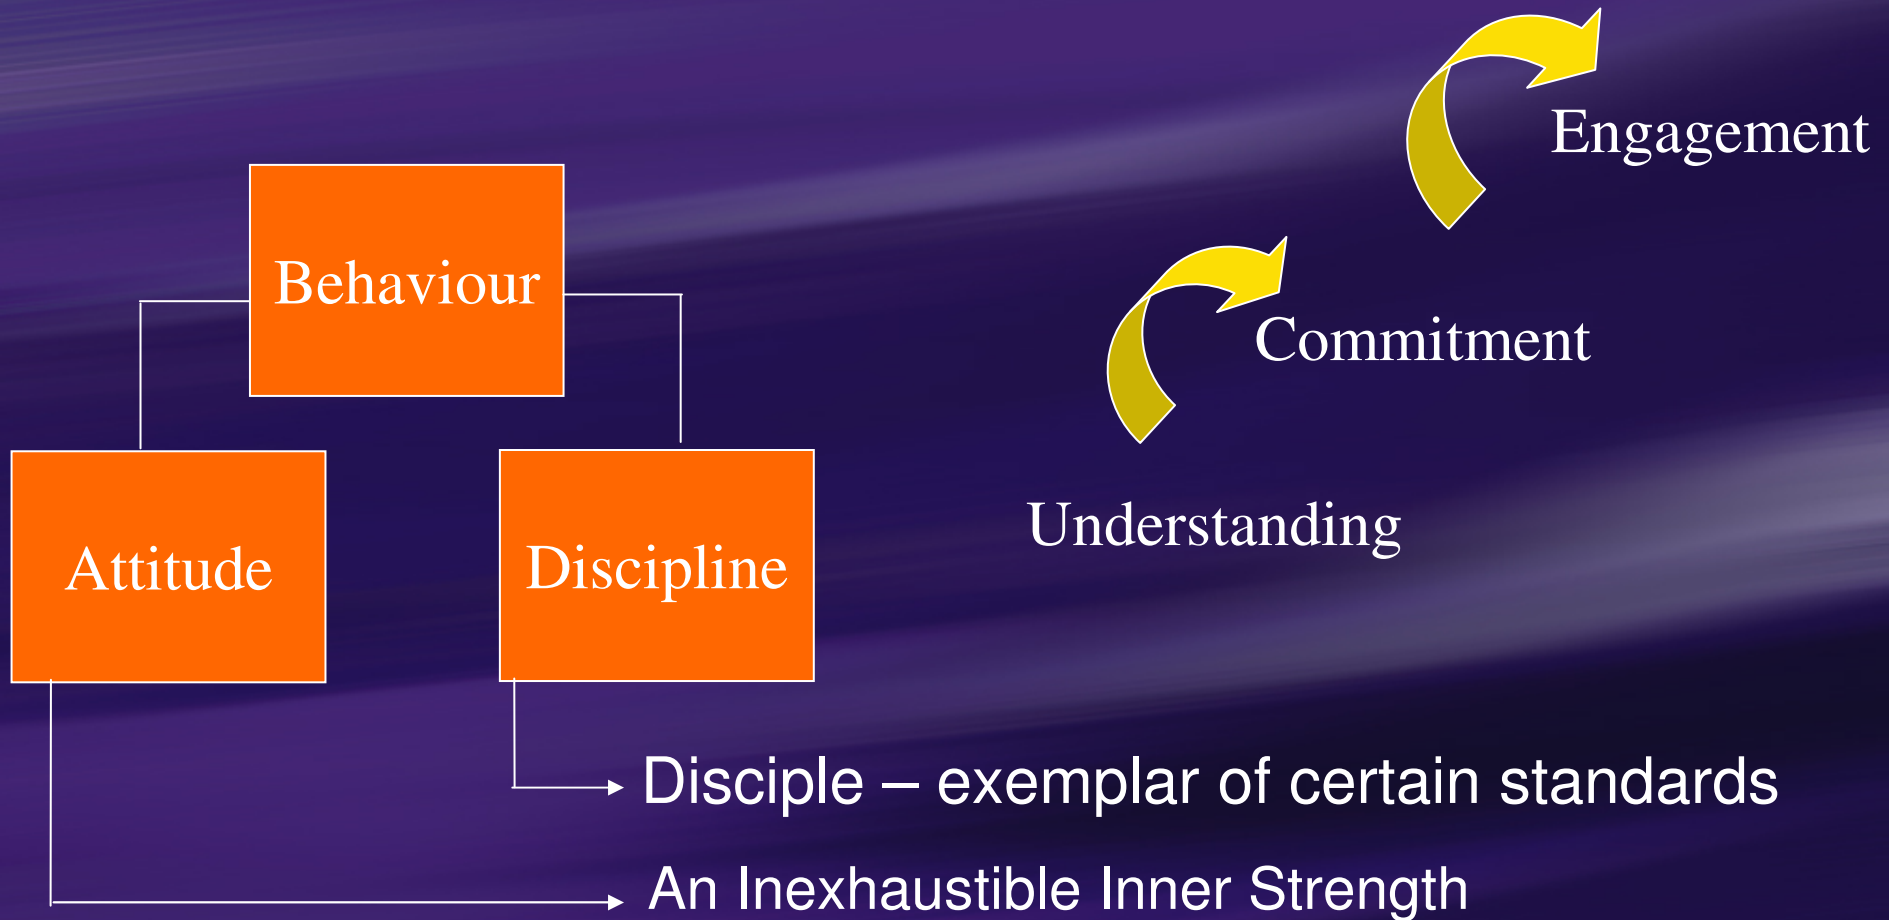 Behaviour
Attitude
Discipline
Engagement
Commitment
Understanding
Disciple – exemplar of certain standards
An Inexhaustible Inner Strength